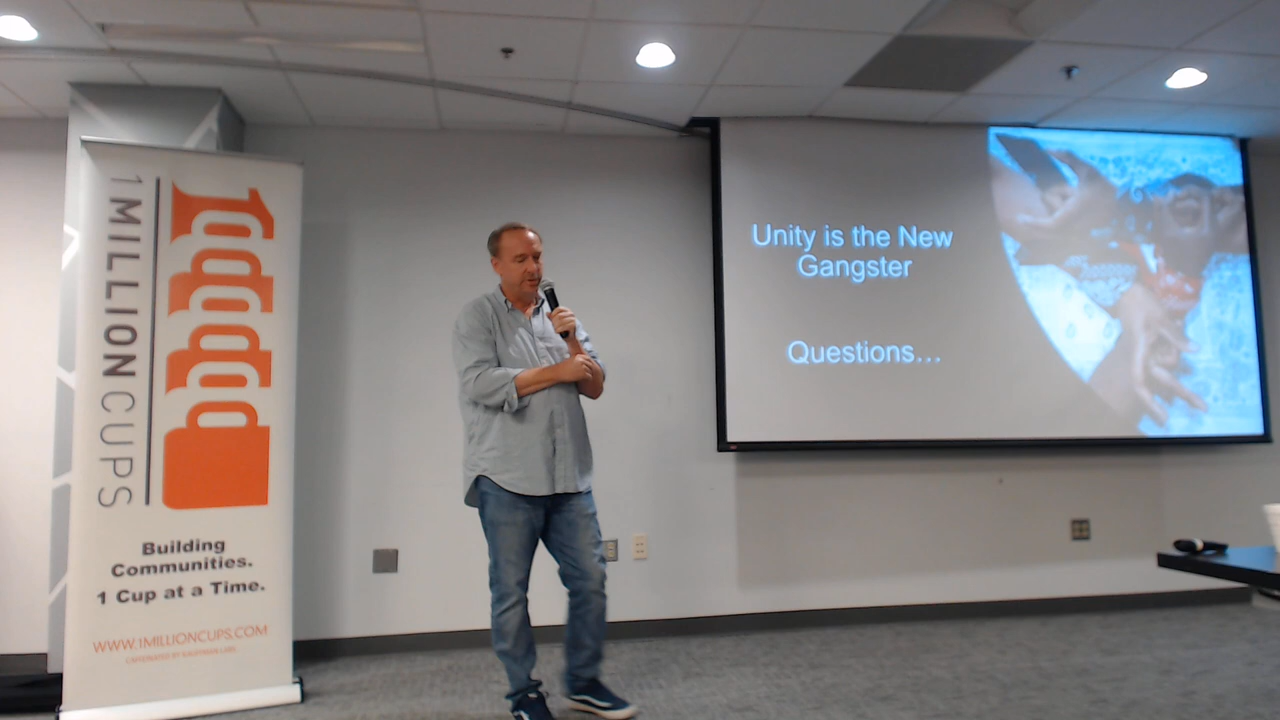 1 MILLION CUPS
Building
Communities.
1 Cup at a Time.
WWW.1MILLIONCUPS.COM
Unity is the New
Gangster
Questions...